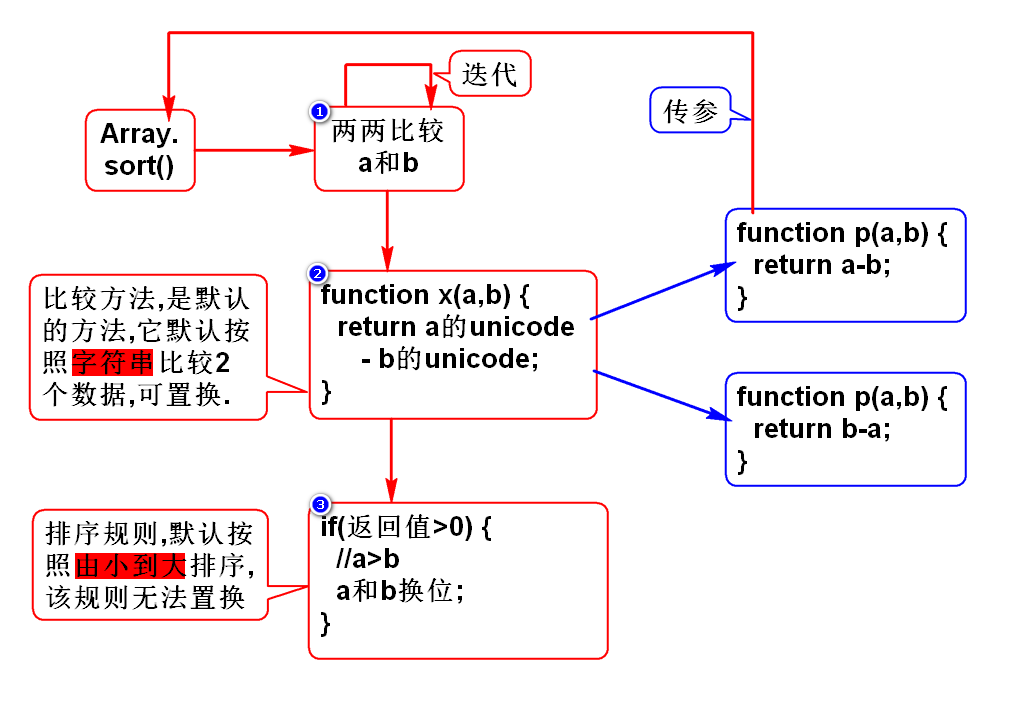 迭代
传参
Array.
sort()
1
两两比较
a和b
function p(a,b) {
return a-b;
}
2
比较方法,是默认
的方法,它默认按
照字符串比较2
个数据,可置换.
function x(a,b) {
return a的unicode
- b的unicode;
}
function p(a,b) {
return b-a;
}
3
排序规则,默认按
照由小到大排序,
该规则无法置换
if(返回值>0) {
//a>b
a和b换位;
}